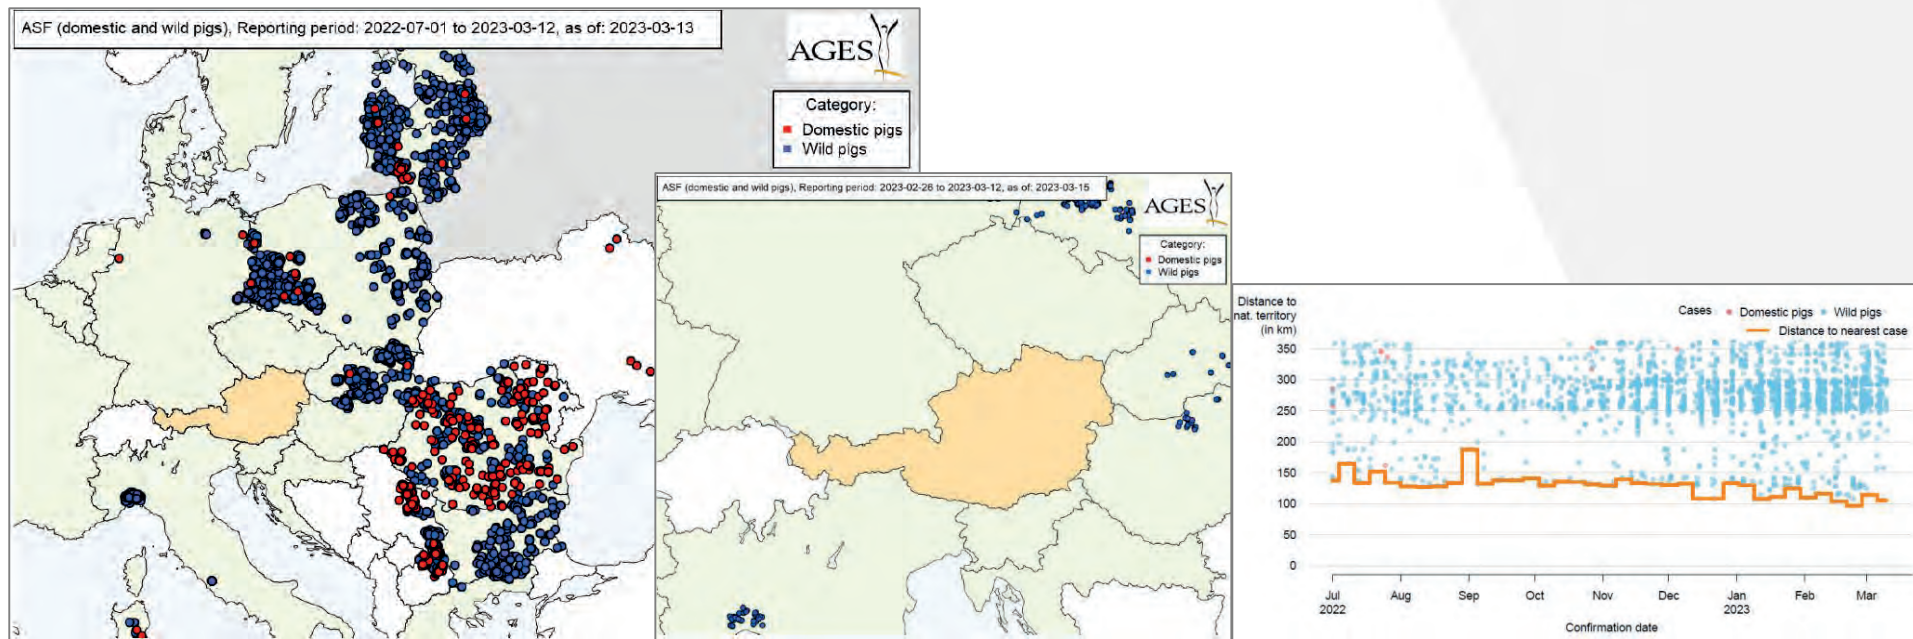 ASF (domestic and wild pigs), Reporting period: 2022-07-01 to 2023-03-12, as of: 2023-03-13
AGES
Category:
Domestic pigs
Wild pigs
ASF (domestic and wild pigs), Reporting period: 2023-02-26 to 2023-03-12, as of: 2023-03-15
AGES
Category:
Domestic pigs
Wild pigs
Distance to
nat. territory
(in km)
Cases Domestic pigs Wild pigs
Distance to nearest case
350
300
250
200
150
100
50
0
Jul Aug Sep Oct Nov Dec Jan Feb Mar
2022 2023
Confirmation date